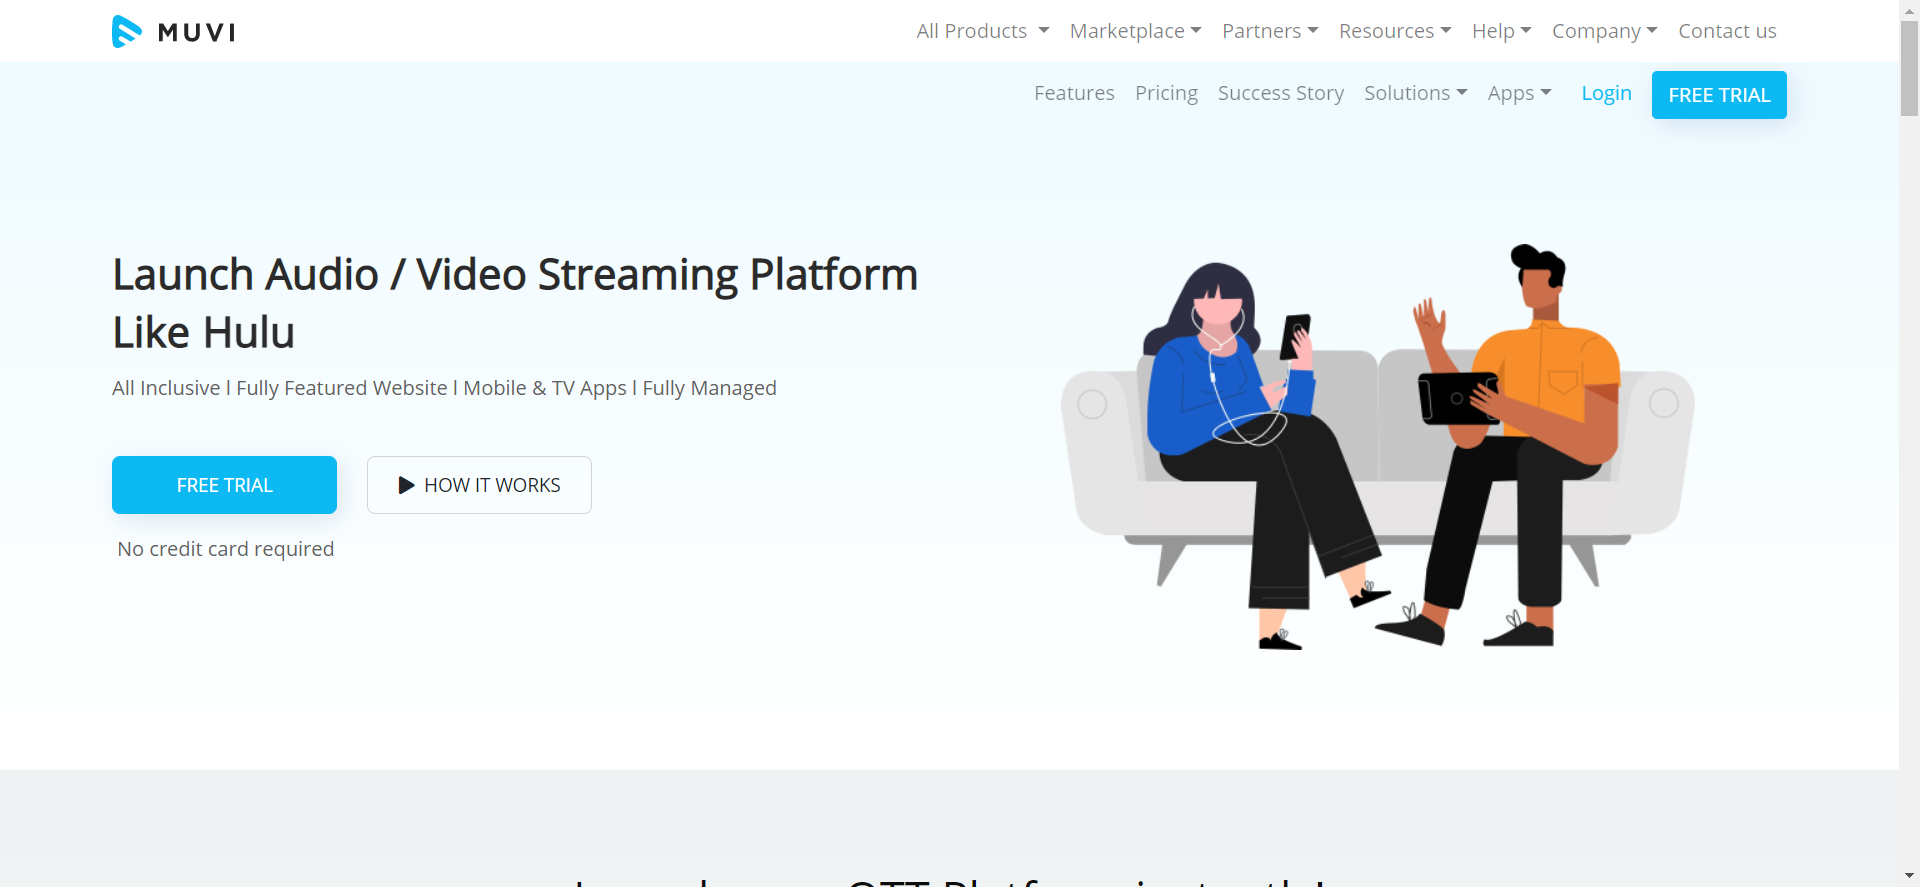 MUVI
All Products Marketplace Partners Resources Help Company Contact us
Features Pricing Success Story Solutions Apps Login FREE TRIAL
Launch Audio / Video Streaming Platform
Like Hulu
All Inclusive l Fully Featured Website l Mobile & TV Apps l Fully Managed
FREE TRIAL HOW IT WORKS
No credit card required